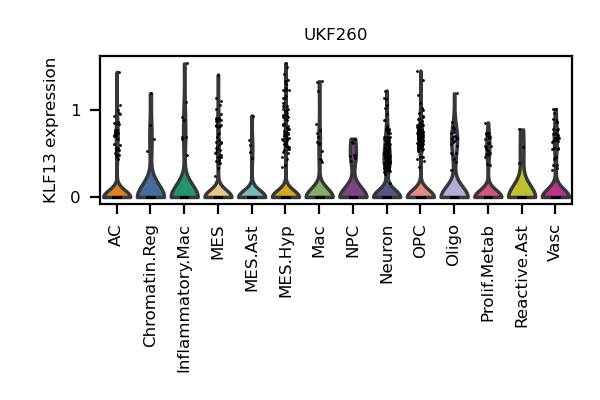 UKF260
KLF13 expression
1
0
AC
Chromatin.Reg
Inflammatory.Mac
MES
MES.Ast
MES.Hyp
Mac
NPC
Neuron
OPC
Oligo
Prolif.Metab
Reactive.Ast
Vasc